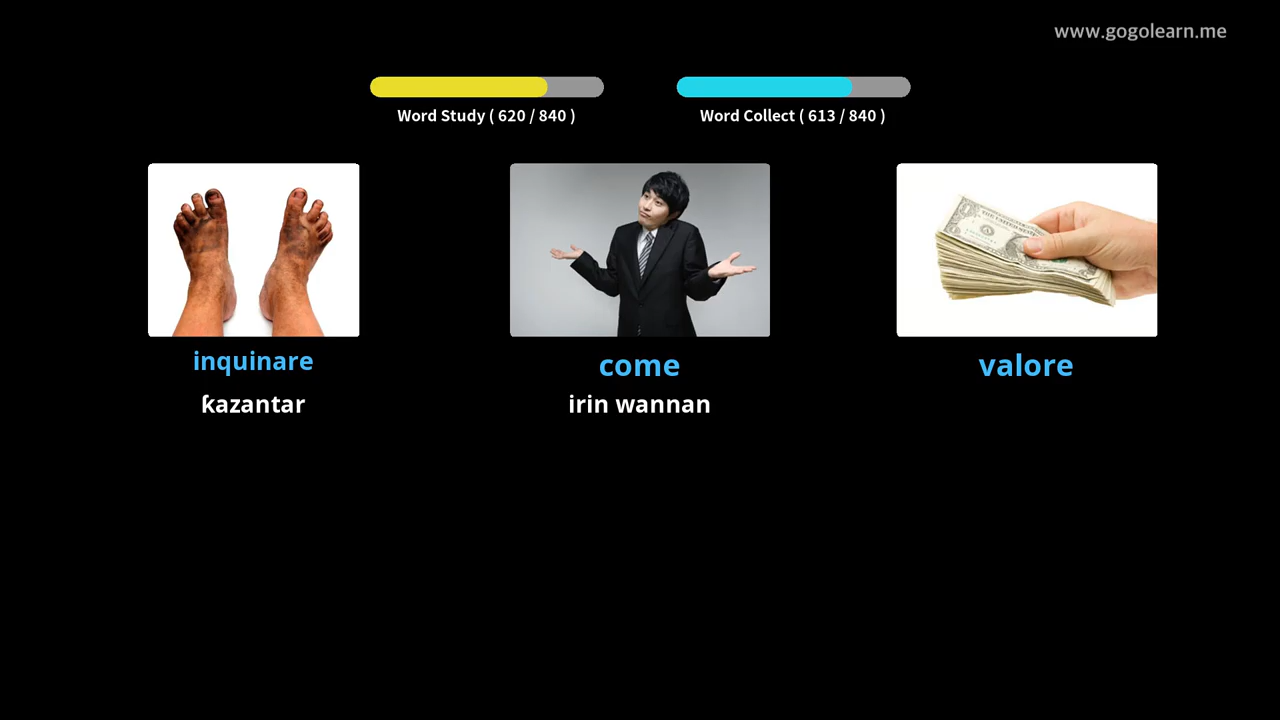 www.gogolearn.me
Word Study ( 620 / 840 )
Word Collect ( 613 / 840 )
inquinare
come
valore
ƙazantar
irin wannan